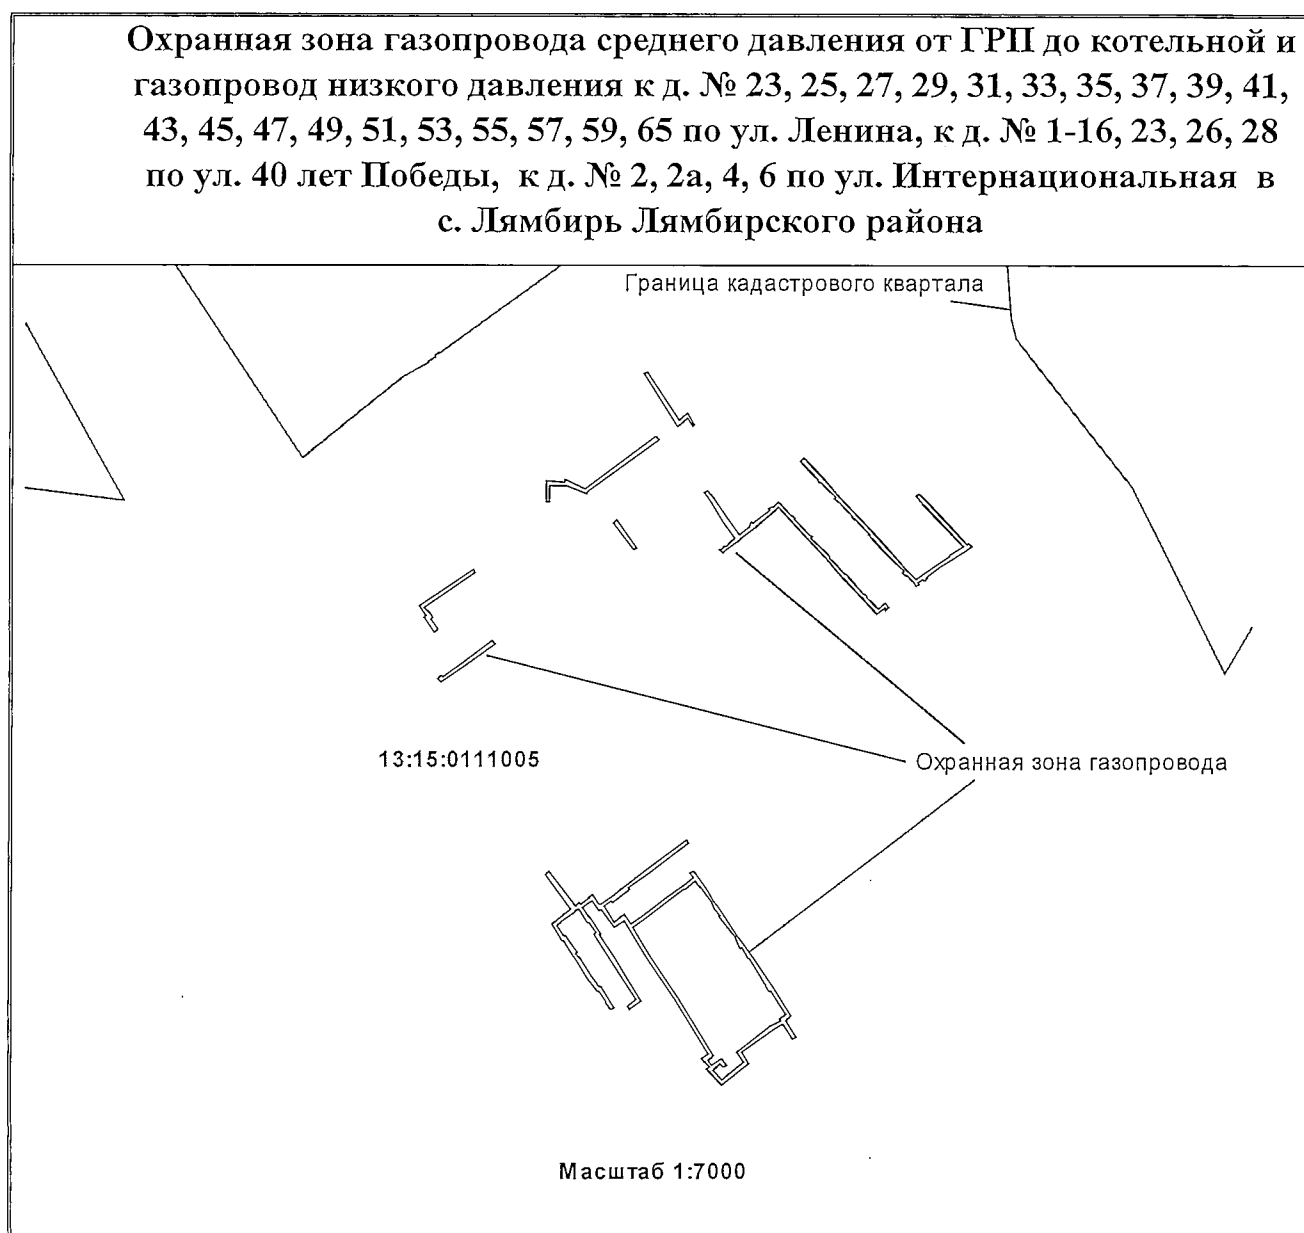 Охранная зона газопровода среднего давления от ГРП до котельной и
газопровод низкого давления к д. № 23, 25, 27, 29, 31, 33, 35, 37, 39, 41,
43, 45, 47, 49, 51, 53, 55, 57, 59, 65 по ул. Ленина, к д. № 1-16, 23, 26, 28
по ул. 40 лет Победы, к д. № 2, 2а, 4, 6 по ул. Интернациональная в
с. Лямбирь Лямбирского района
Граница кадастрового квартала
13:15:0111005
Охранная зона газопровода
Масштаб 1:7000